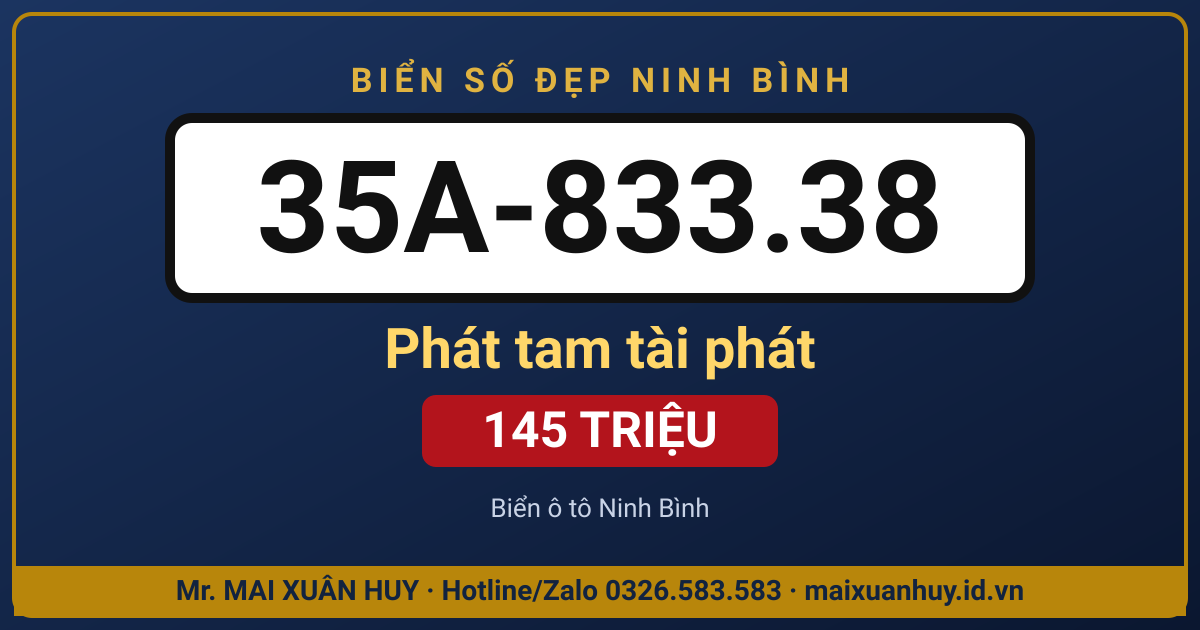 BIỂN SỐ ĐẸP NINH BÌNH
35A-833.38
Phát tam tài phát
145 TRIỆU
Biển ô tô Ninh Bình
Mr. MAI XUÂN HUY · Hotline/Zalo 0326.583.583 · maixuanhuy.id.vn